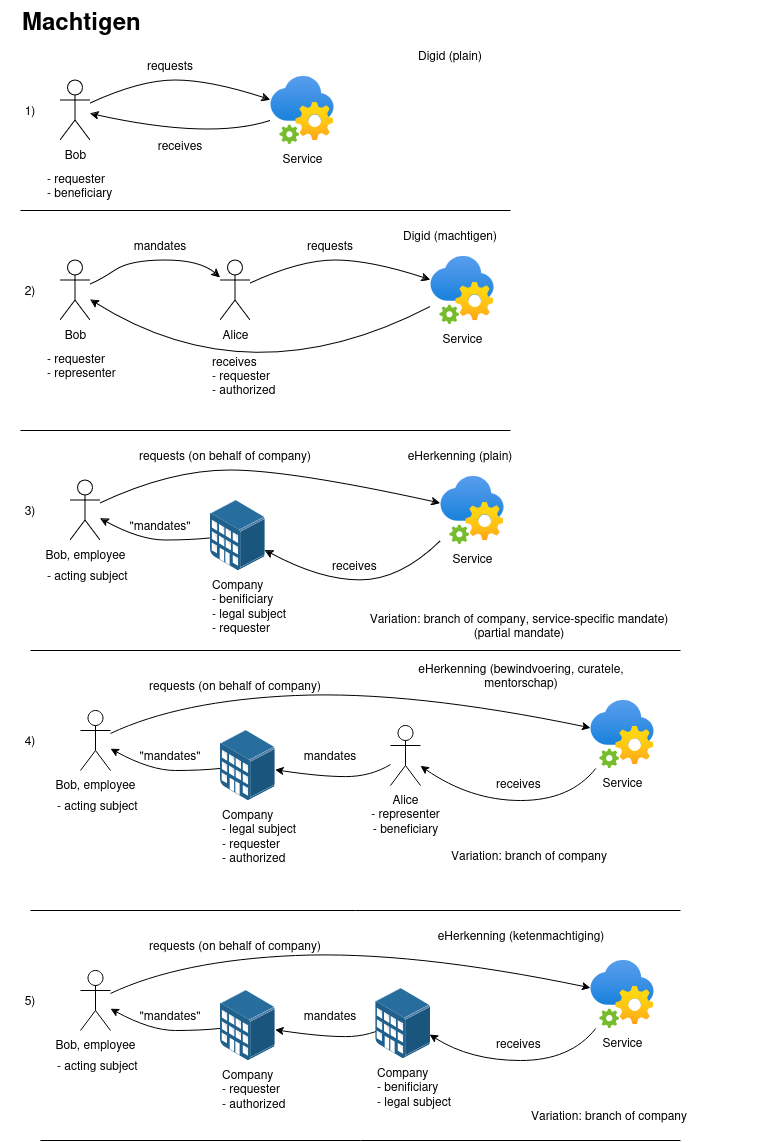 Machtigen
Digid (plain)
requests
1)
receives
Bob
Service
- requester
- beneficiary
Digid (machtigen)
mandates
requests
2)
Bob
Alice
Service
- requester
- representer
receives
- requester
- authorized
requests (on behalf of company)
eHerkenning (plain)
3)
"mandates"
Bob, employee
- acting subject
receives
Service
Company
- benificiary
- legal subject
- requester
Variation: branch of company, service-specific mandate)
(partial mandate)
eHerkenning (bewindvoering, curatele,
mentorschap)
requests (on behalf of company)
4)
"mandates"
mandates
Bob, employee
- acting subject
receives
Service
Company
- legal subject
- requester
- authorized
Alice
- representer
- beneficiary
Variation: branch of company
eHerkenning (ketenmachtiging)
requests (on behalf of company)
5)
"mandates"
mandates
Bob, employee
- acting subject
receives
Service
Company
- requester
- authorized
Company
- benificiary
- legal subject
Variation: branch of company